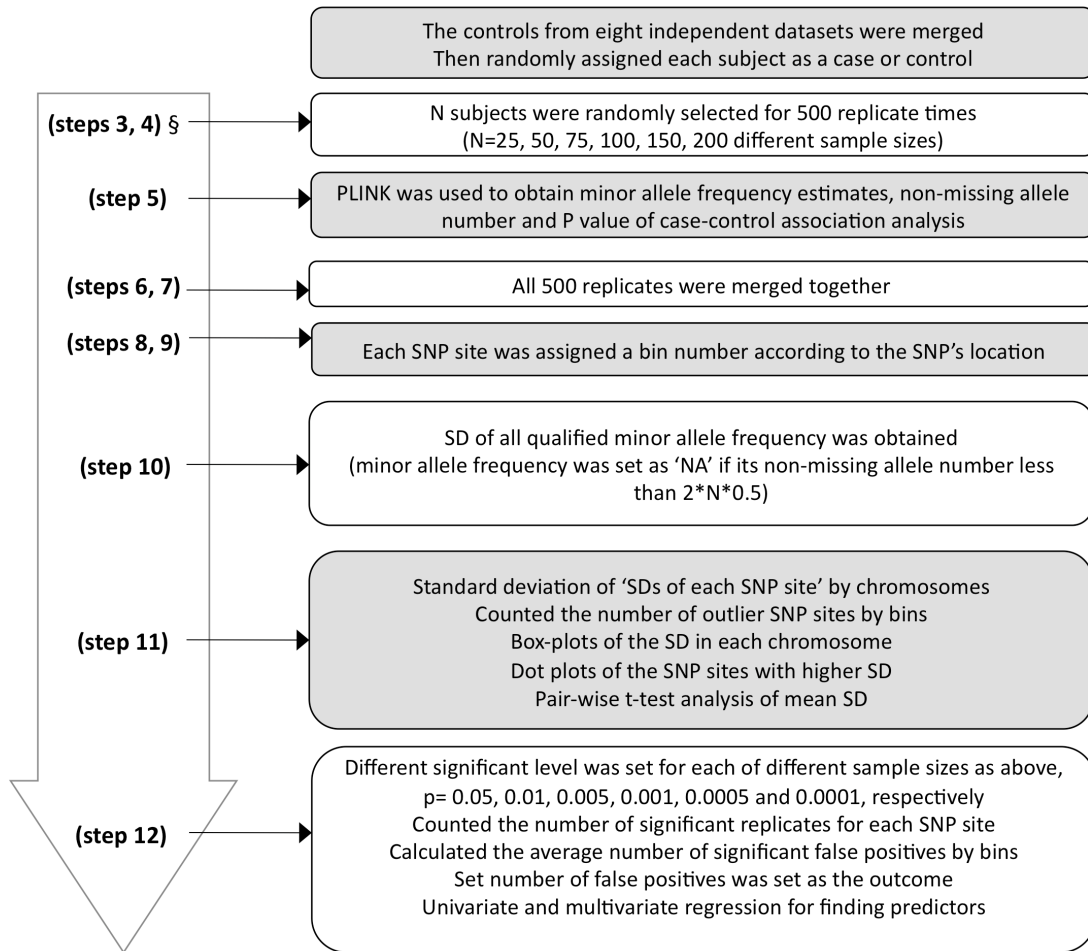 The controls from eight independent datasets were merged
Then randomly assigned each subject as a case or control
(steps 3, 4) §
N subjects were randomly selected for 500 replicate times
(N=25, 50, 75, 100, 150, 200 different sample sizes)
(step 5)
PLINK was used to obtain minor allele frequency estimates, non-missing allele
number and P value of case-control association analysis
(steps 6, 7)
All 500 replicates were merged together
(steps 8, 9)
Each SNP site was assigned a bin number according to the SNP's location
(step 10)
SD of all qualified minor allele frequency was obtained
(minor allele frequency was set as 'NA' if its non-missing allele number less
than 2*N*0.5)
(step 11)
Standard deviation of 'SDs of each SNP site' by chromosomes
Counted the number of outlier SNP sites by bins
Box-plots of the SD in each chromosome
Dot plots of the SNP sites with higher SD
Pair-wise t-test analysis of mean SD
(step 12)
Different significant level was set for each of different sample sizes as above,
p= 0.05, 0.01, 0.005, 0.001, 0.0005 and 0.0001, respectively
Counted the number of significant replicates for each SNP site
Calculated the average number of significant false positives by bins
Set number of false positives was set as the outcome
Univariate and multivariate regression for finding predictors